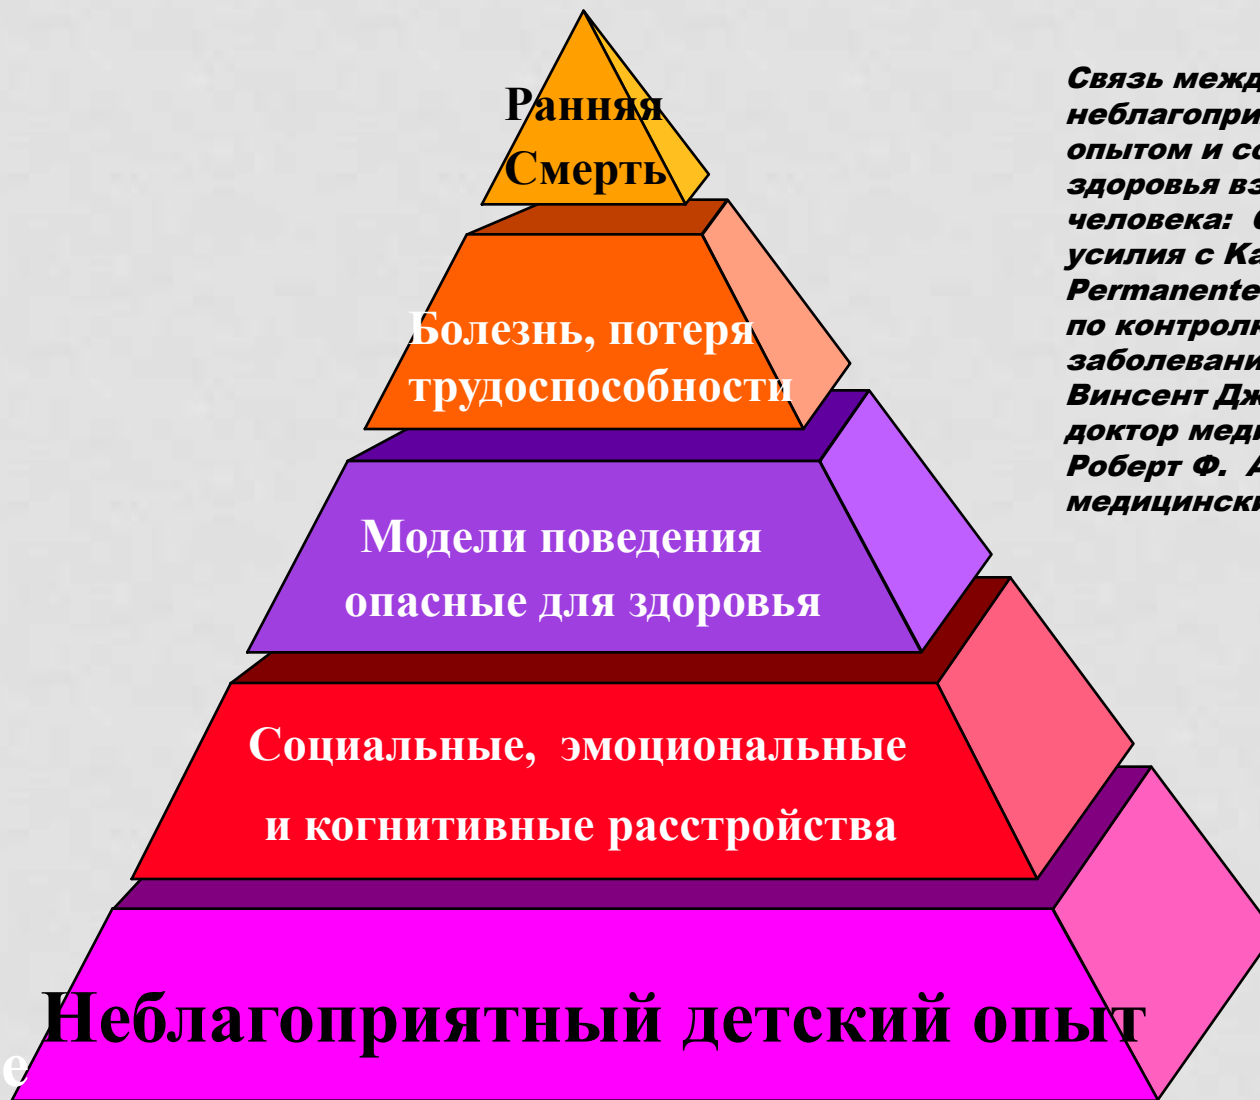 Ранняя
Смерть
Болезнь, потеря
трудоспособности
Модели поведения
опасные для здоровья
Социальные, эмоциональные
и когнитивные расстройства
Неблагоприятный детский опыт
е
Связь межд
неблагопри
опытом и со
здоровья вз
человека:
усилия с Ка
Permanente
по контролю
заболевани
Винсент Дж
доктор меди
Роберт Ф. А
медицински